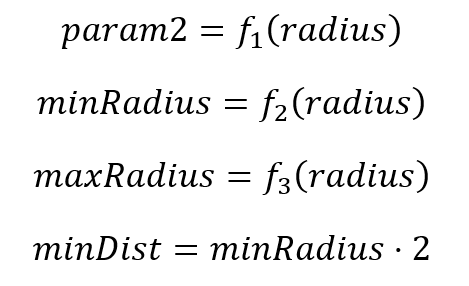 param2 = f₁(radius)
minRadius = f₂(radius)
maxRadius = f₃(radius)
minDist = minRadius · 2